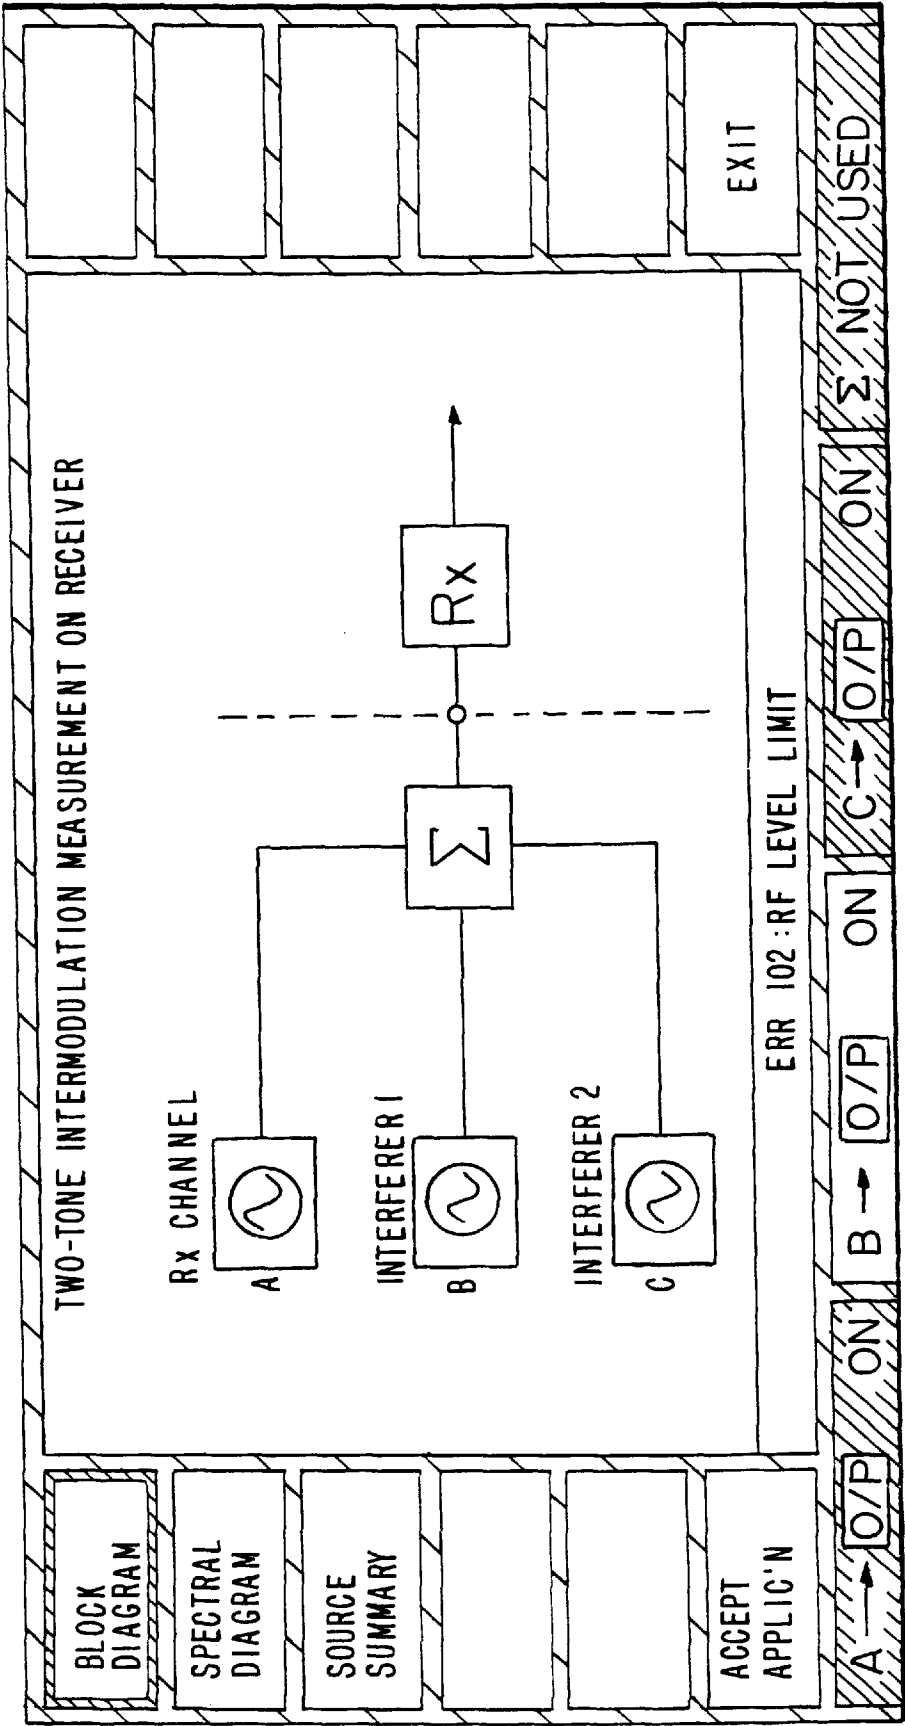 BLOCK
DIAGRAM
SPECTRAL
DIAGRAM
SOURCE
SUMMARY
ACCEPT
APPLIC'N
TWO-TONE INTERMODULATION MEASUREMENT ON RECEIVER
Rx CHANNEL
A
INTERFERER 1
B
INTERFERER 2
C
Σ
Rx
ERR 102 : RF LEVEL LIMIT
EXIT
A → O/P ON
B → O/P ON
C → O/P ON
Σ NOT USED